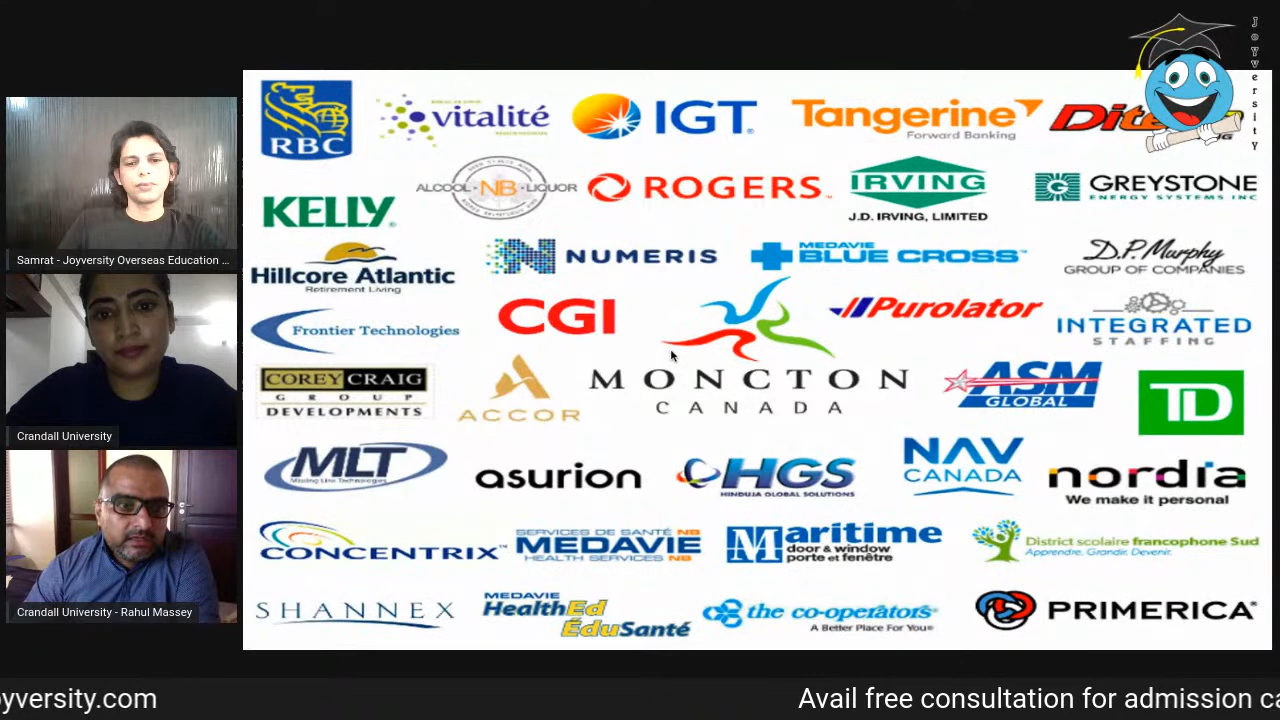 Joyversity
RBC
vitalité
IGT
Tangerine
Forward Banking
KELLY
ALCOOL · NB · LIQUOR
ROGERS
IRVING
J.D. IRVING, LIMITED
GREYSTONE
ENERGY SYSTEMS INC
Hillcore Atlantic
Retirement Living
NUMERIS
MEDAVIE
BLUE CROSS
D.P. Murphy
GROUP OF COMPANIES
Frontier Technologies
CGI
Purolator
INTEGRATED
STAFFING
COREY CRAIG
GROUP
DEVELOPMENTS
ACCOR
MONCTON
CANADA
ASM
GLOBAL
TD
MLT
Missing Link Technologies
asurion
HGS
HINDUJA GLOBAL SOLUTIONS
NAV
CANADA
nordia
We make it personal
CONCENTRIX
SERVICES DE SANTÉ NB
MEDAVIE
HEALTH SERVICES NB
Maritime
door & window
porte et fenêtre
District scolaire francophone Sud
Apprendre. Grandir. Devenir.
SHANNEX
MEDAVIE
HealthEd
ÉduSanté
the co-operators
A Better Place For You
PRIMERICA
Samrat - Joyversity Overseas Education ...
Crandall University
Crandall University - Rahul Massey
oyversity.com
Avail free consultation for admission ca